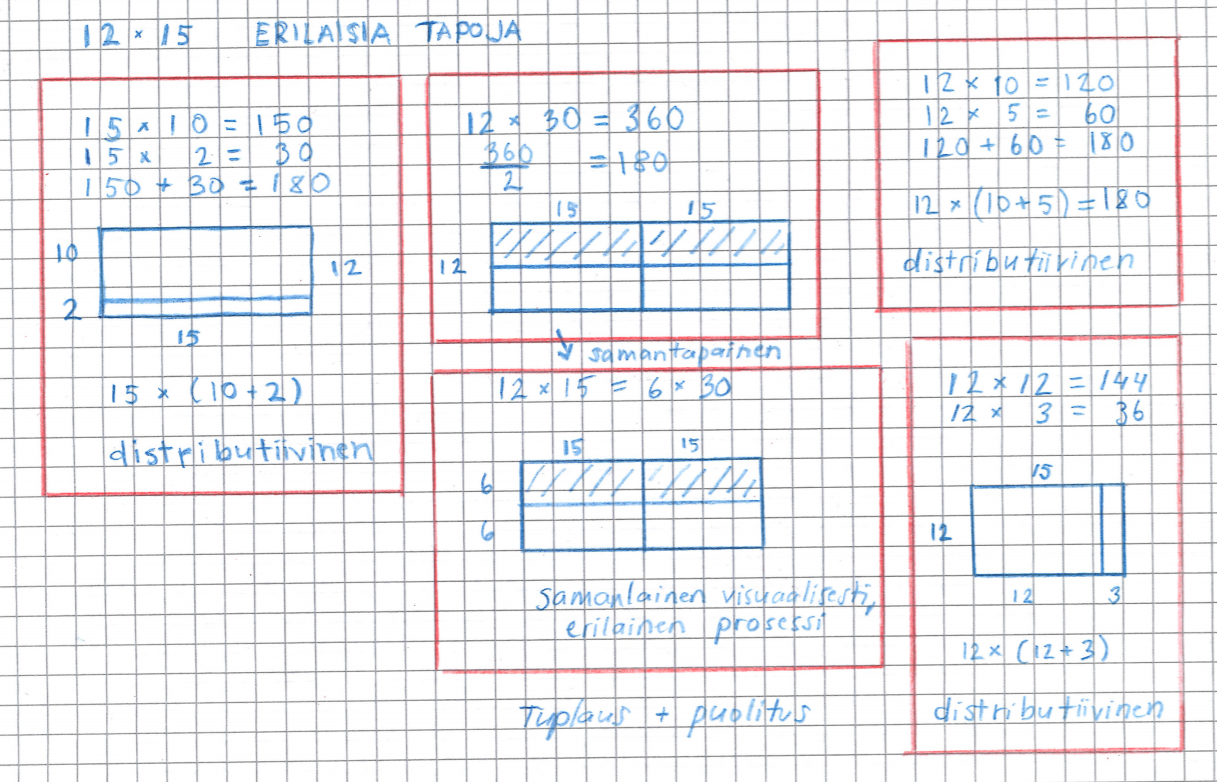 12 × 15 ERILAISIA TAPOJA
15 × 10 = 150
15 × 2 = 30
150 + 30 = 180
10
2
12
15
15 × (10+2)
distributiivinen
12 × 30 = 360
360
2
= 180
15 15
12
samantapainen
12 × 15 = 6 × 30
15 15
6
6
samanlainen visuaalisesti,
erilainen prosessi
Tuplaus + puolitus
12 × 10 = 120
12 × 5 = 60
120 + 60 = 180
12 × (10+5) = 180
distributiivinen
12 × 12 = 144
12 × 3 = 36
15
12
12 3
12 × (12+3)
distributiivinen